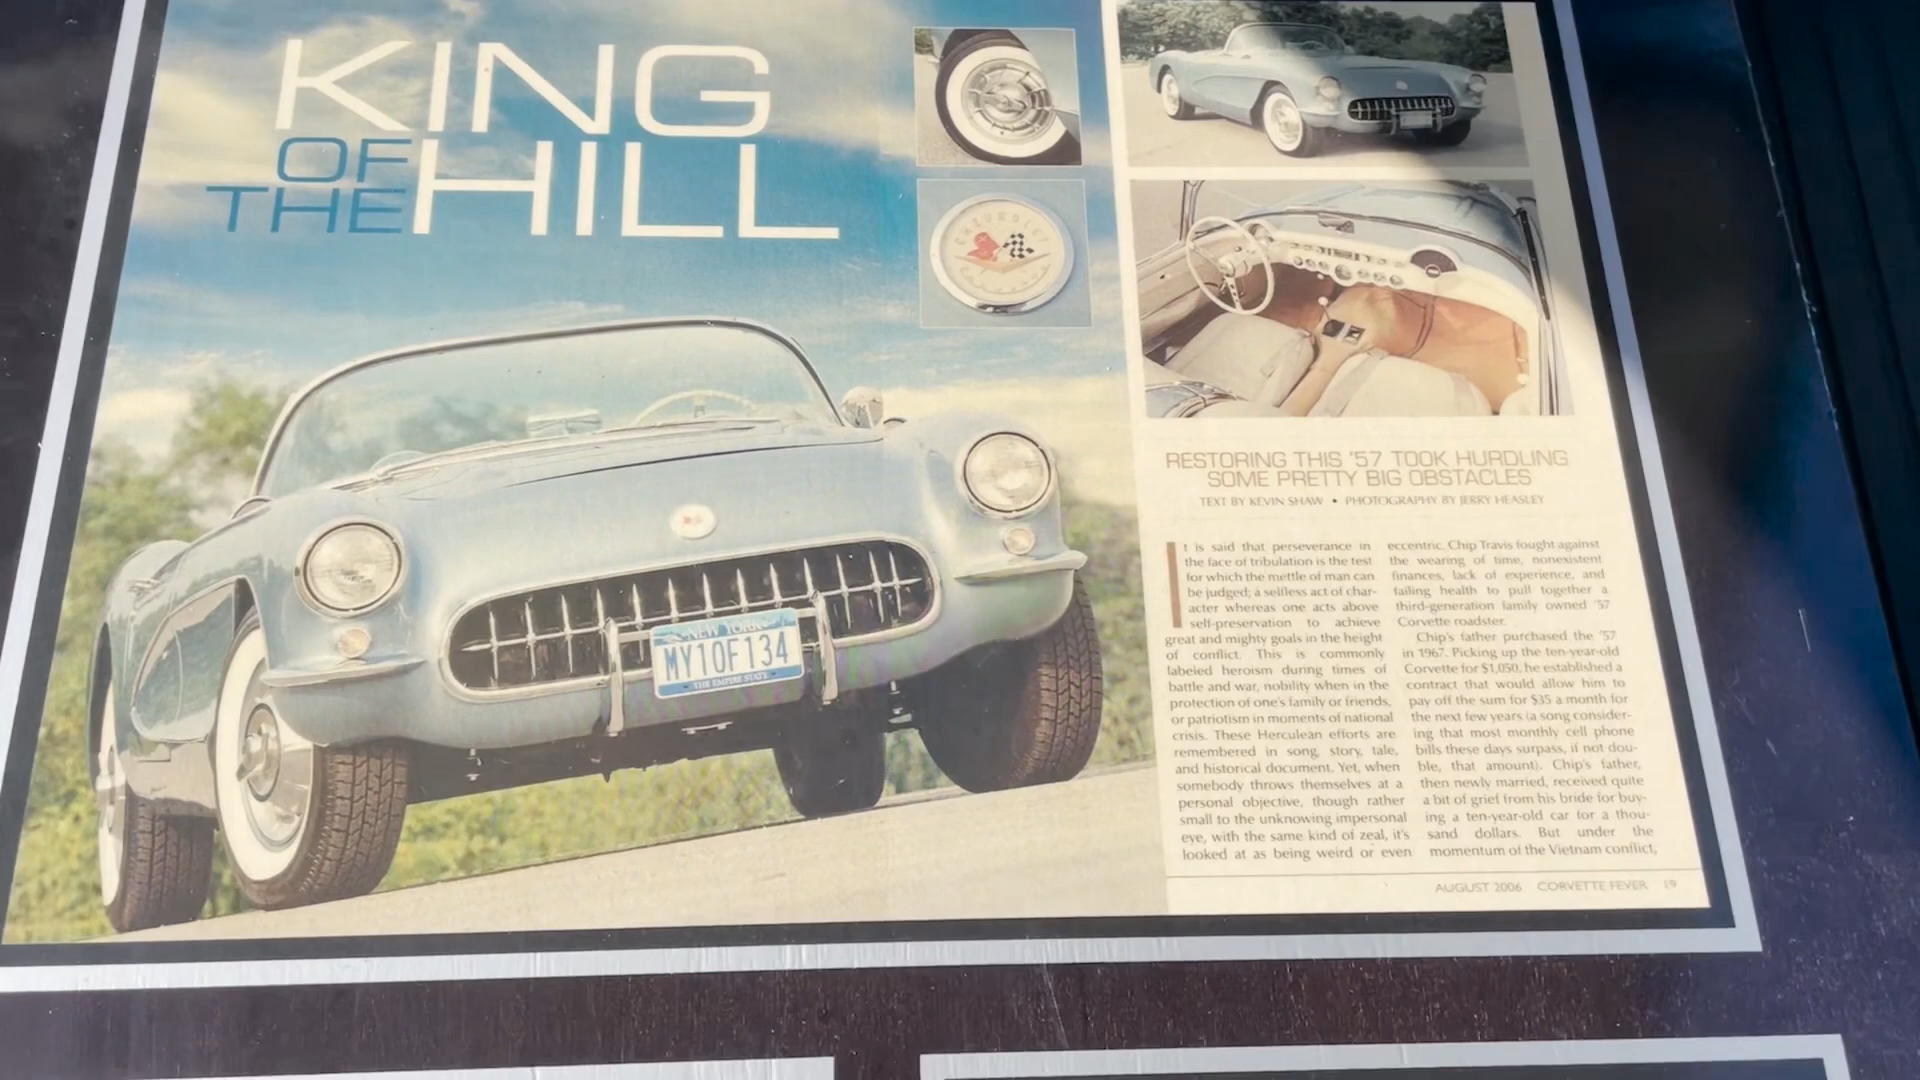 KING
OF
THE HILL
CHEVROLET
NEW YORK
MY1OF134
THE EMPIRE STATE
RESTORING THIS '57 TOOK HURDLING
SOME PRETTY BIG OBSTACLES
TEXT BY KEVIN SHAW • PHOTOGRAPHY BY JERRY HEASLEY
It is said that perseverance in
the face of tribulation is the test
for which the mettle of man can
be judged; a selfless act of char-
acter whereas one acts above
self-preservation to achieve
great and mighty goals in the height
of conflict. This is commonly
labeled heroism during times of
battle and war, nobility when in the
protection of one's family or friends,
or patriotism in moments of national
crisis. These Herculean efforts are
remembered in song, story, tale,
and historical document. Yet, when
somebody throws themselves at a
personal objective, though rather
small to the unknowing impersonal
eye, with the same kind of zeal, it's
looked at as being weird or even
eccentric. Chip Travis fought against
the wearing of time, nonexistent
finances, lack of experience, and
failing health to pull together a
third-generation family owned '57
Corvette roadster.
Chip's father purchased the '57
in 1967. Picking up the ten-year-old
Corvette for $1,050, he established a
contract that would allow him to
pay off the sum for $35 a month for
the next few years (a song consider-
ing that most monthly cell phone
bills these days surpass, if not dou-
ble, that amount). Chip's father,
then newly married, received quite
a bit of grief from his bride for buy-
ing a ten-year-old car for a thou-
sand dollars. But under the
momentum of the Vietnam conflict,
AUGUST 2006 CORVETTE FEVER 19